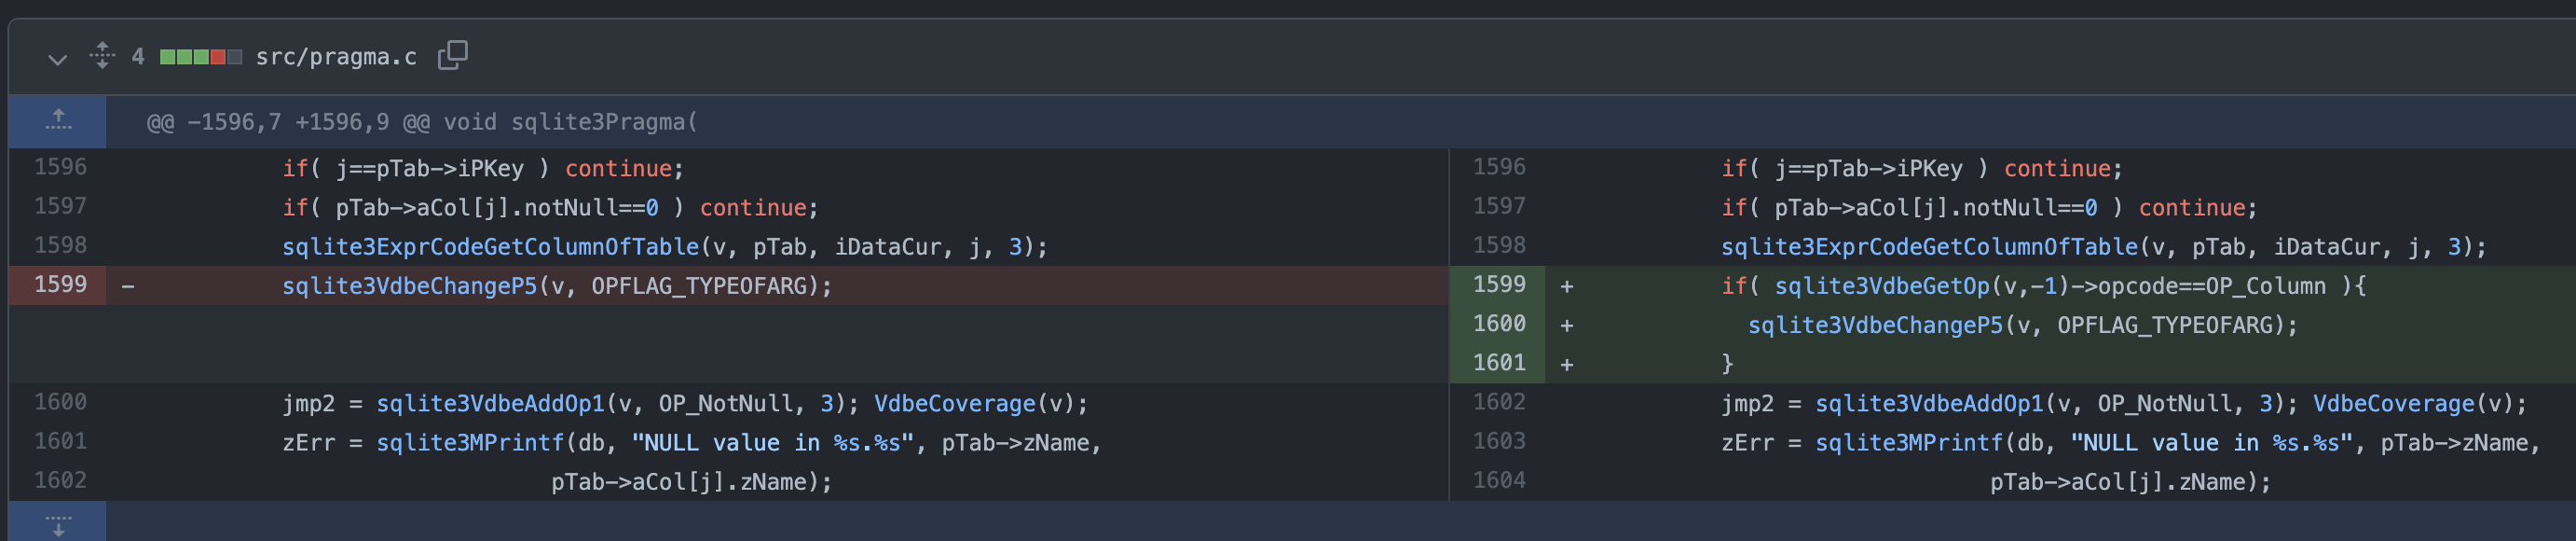 4 src/pragma.c
@@ -1596,7 +1596,9 @@ void sqlite3Pragma(
1596 if( j==pTab->iPKey ) continue;
1597 if( pTab->aCol[j].notNull==0 ) continue;
1598 sqlite3ExprCodeGetColumnOfTable(v, pTab, iDataCur, j, 3);
1599 - sqlite3VdbeChangeP5(v, OPFLAG_TYPEOFARG);
1600 jmp2 = sqlite3VdbeAddOp1(v, OP_NotNull, 3); VdbeCoverage(v);
1601 zErr = sqlite3MPrintf(db, "NULL value in %s.%s", pTab->zName,
1602 pTab->aCol[j].zName);
1596 if( j==pTab->iPKey ) continue;
1597 if( pTab->aCol[j].notNull==0 ) continue;
1598 sqlite3ExprCodeGetColumnOfTable(v, pTab, iDataCur, j, 3);
1599 + if( sqlite3VdbeGetOp(v,-1)->opcode==OP_Column ){
1600 + sqlite3VdbeChangeP5(v, OPFLAG_TYPEOFARG);
1601 + }
1602 jmp2 = sqlite3VdbeAddOp1(v, OP_NotNull, 3); VdbeCoverage(v);
1603 zErr = sqlite3MPrintf(db, "NULL value in %s.%s", pTab->zName,
1604 pTab->aCol[j].zName);